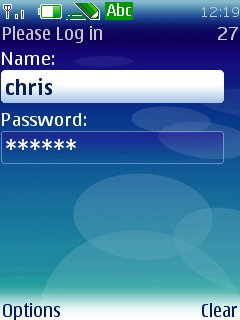 Abc 12:19
Please Log in 27
Name:
chris
Password:
******
Options Clear